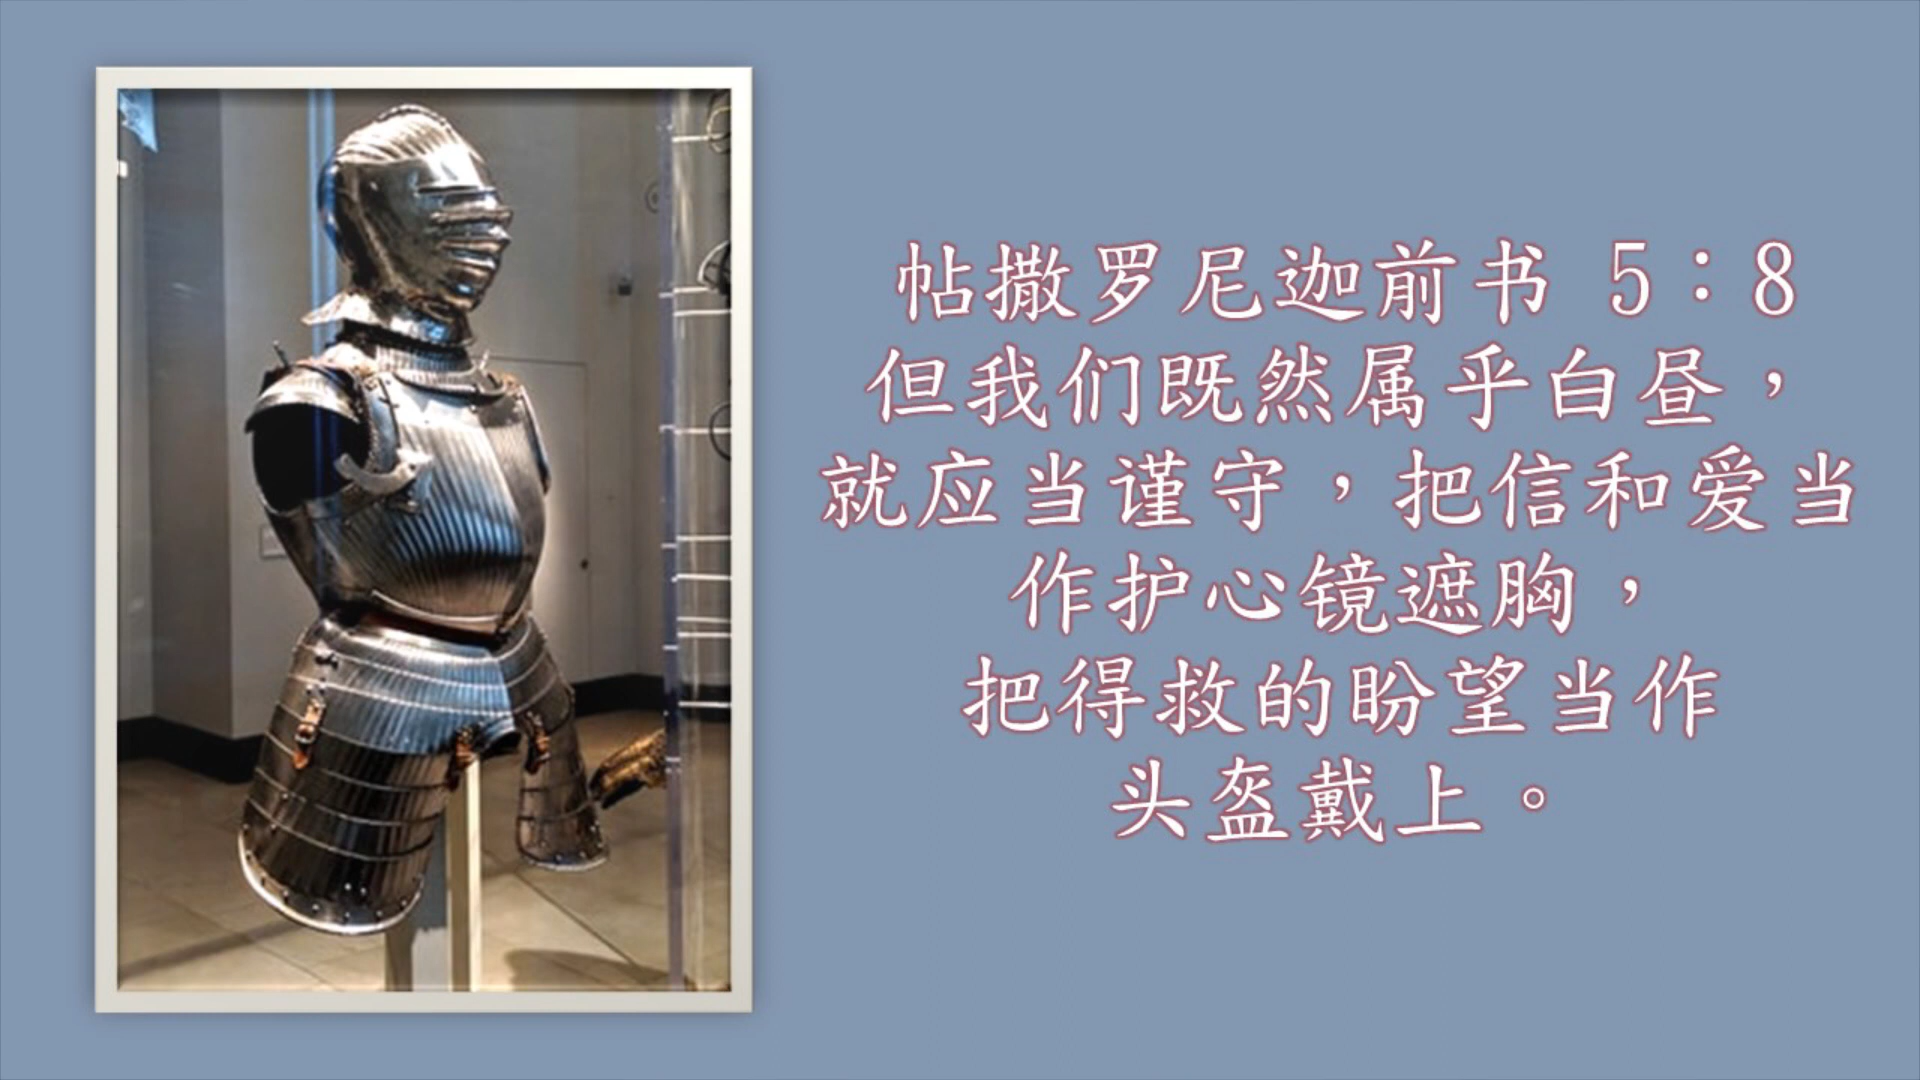 帖撒罗尼迦前书 5：8
但我们既然属乎白昼，
就应当谨守，把信和爱当
作护心镜遮胸，
把得救的盼望当作
头盔戴上。